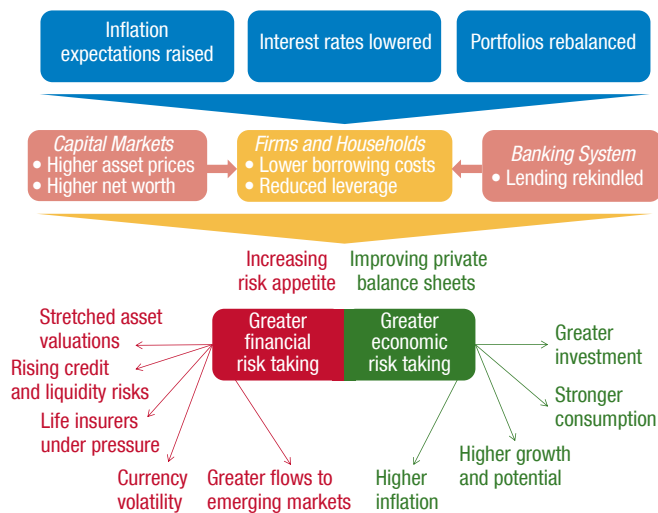 Inflation
expectations raised
Interest rates lowered
Portfolios rebalanced
Capital Markets
• Higher asset prices
• Higher net worth
Firms and Households
• Lower borrowing costs
• Reduced leverage
Banking System
• Lending rekindled
Increasing
risk appetite
Improving private
balance sheets
Greater
financial
risk taking
Greater
economic
risk taking
Stretched asset
valuations
Rising credit
and liquidity risks
Life insurers
under pressure
Currency
volatility
Greater flows to
emerging markets
Higher
inflation
Higher growth
and potential
Stronger
consumption
Greater
investment